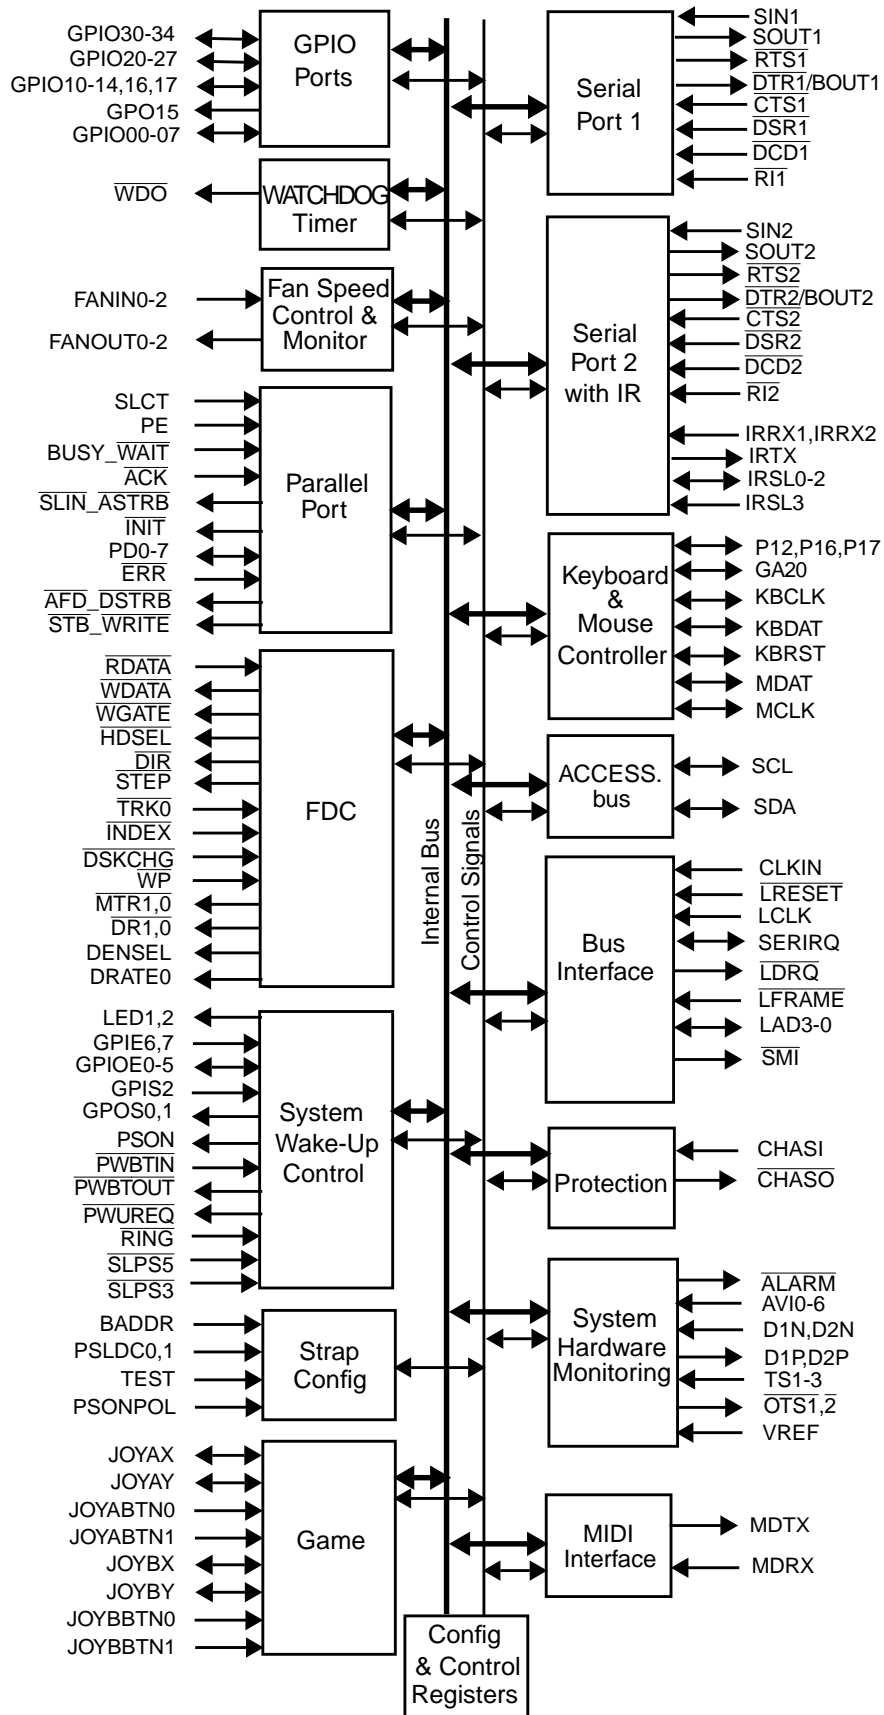 GPIO30-34
GPIO20-27
GPIO10-14,16,17
GPO15
GPIO00-07
GPIO
Ports
WDO
WATCHDOG
Timer
FANIN0-2
FANOUT0-2
Fan Speed
Control &
Monitor
SLCT
PE
BUSY_WAIT
ACK
SLIN_ASTRB
INIT
PD0-7
ERR
AFD_DSTRB
STB_WRITE
Parallel
Port
RDATA
WDATA
WGATE
HDSEL
DIR
STEP
TRK0
INDEX
DSKCHG
WP
MTR1,0
DR1,0
DENSEL
DRATE0
FDC
LED1,2
GPIE6,7
GPIOE0-5
GPIS2
GPOS0,1
PSON
PWBTIN
PWBTOUT
PWUREQ
RING
SLPS5
SLPS3
System
Wake-Up
Control
BADDR
PSLDC0,1
TEST
PSONPOL
Strap
Config
JOYAX
JOYAY
JOYABTN0
JOYABTN1
JOYBX
JOYBY
JOYBBTN0
JOYBBTN1
Game
Internal Bus
Control Signals
Config
& Control
Registers
Serial
Port 1
SIN1
SOUT1
RTS1
DTR1/BOUT1
CTS1
DSR1
DCD1
RI1
Serial
Port 2
with IR
SIN2
SOUT2
RTS2
DTR2/BOUT2
CTS2
DSR2
DCD2
RI2
IRRX1,IRRX2
IRTX
IRSL0-2
IRSL3
Keyboard
&
Mouse
Controller
P12,P16,P17
GA20
KBCLK
KBDAT
KBRST
MDAT
MCLK
ACCESS.
bus
SCL
SDA
Bus
Interface
CLKIN
LRESET
LCLK
SERIRQ
LDRQ
LFRAME
LAD3-0
SMI
Protection
CHASI
CHASO
System
Hardware
Monitoring
ALARM
AVI0-6
D1N,D2N
D1P,D2P
TS1-3
OTS1,2
VREF
MIDI
Interface
MDTX
MDRX